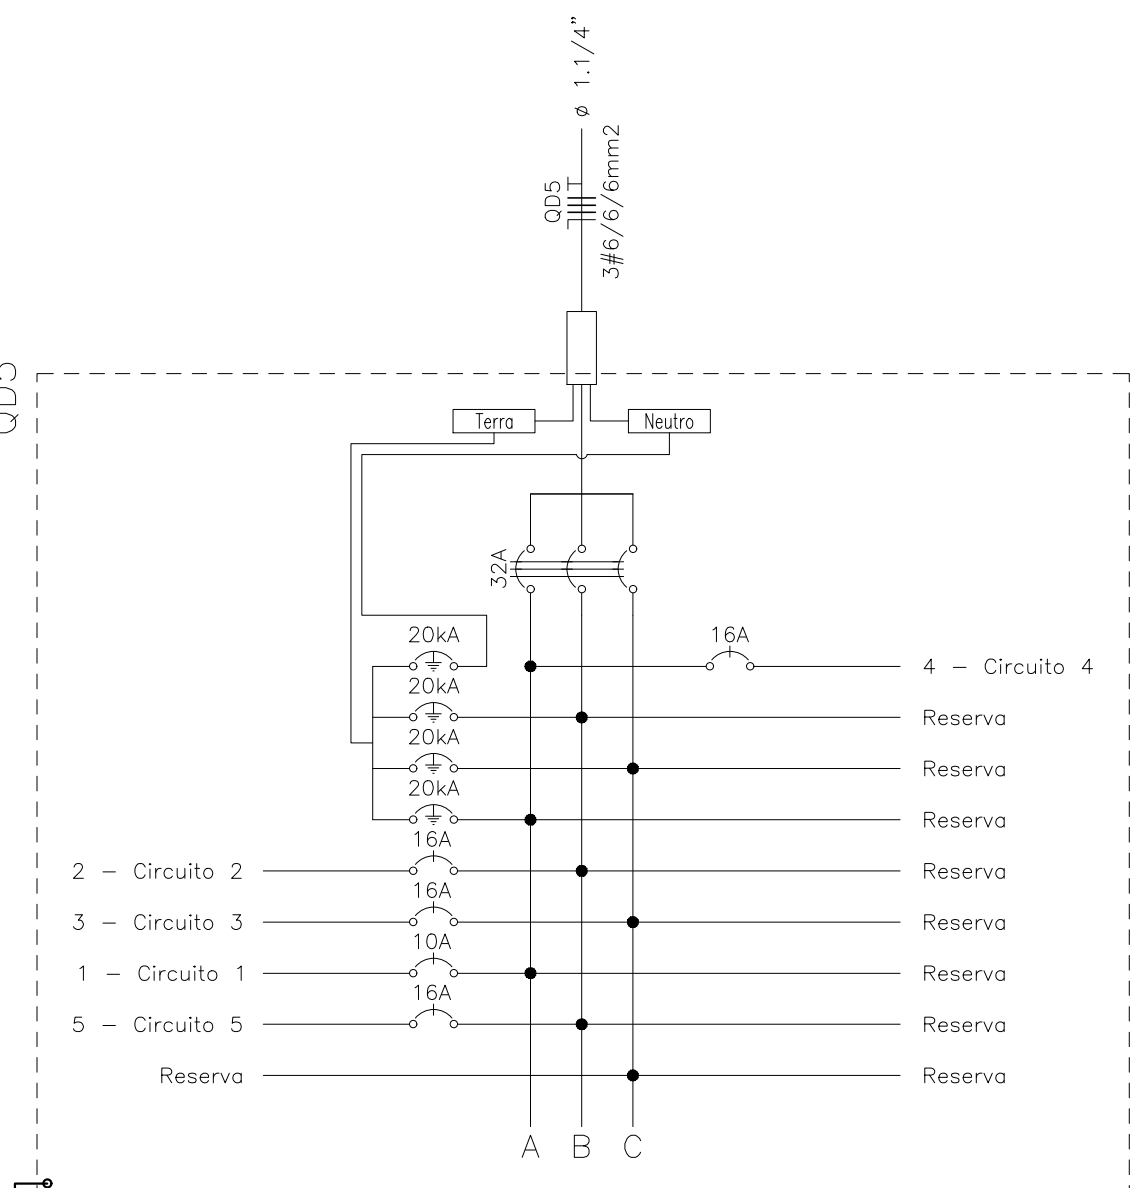 ø 1.1/4"
QD5
3#6/6/6mm2
QD5
Terra
Neutro
32A
20kA
16A
4 - Circuito 4
20kA
Reserva
20kA
Reserva
20kA
Reserva
16A
2 - Circuito 2
Reserva
16A
3 - Circuito 3
Reserva
10A
1 - Circuito 1
Reserva
16A
5 - Circuito 5
Reserva
Reserva
Reserva
A B C